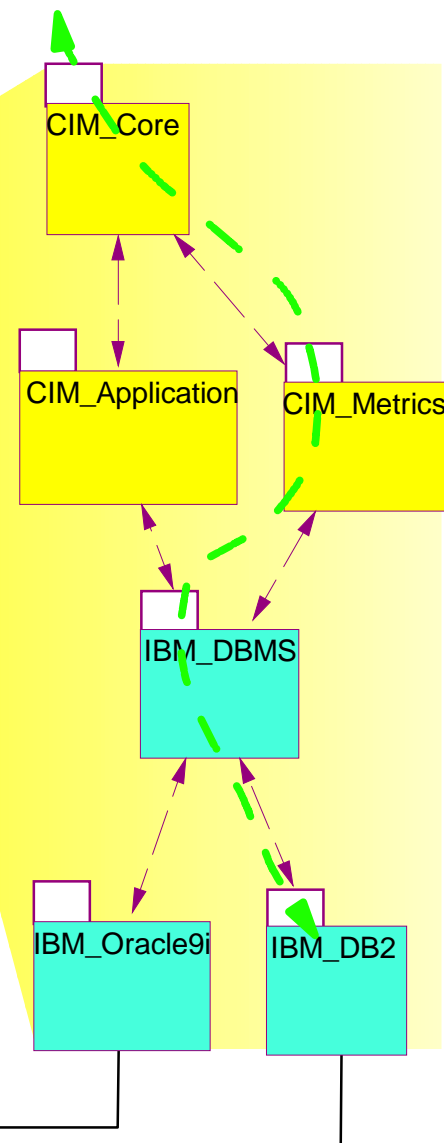 CIM_Core
CIM_Application
CIM_Metrics
IBM_DBMS
IBM_Oracle9i
IBM_DB2